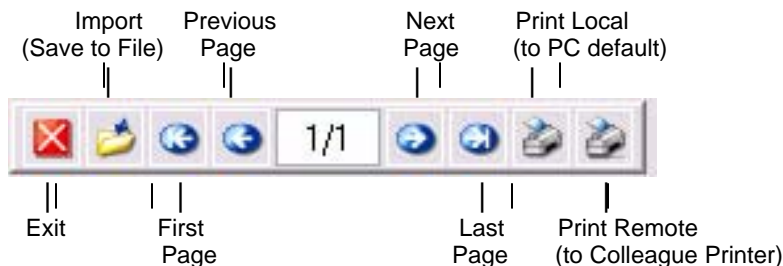 Import
(Save to File)
Previous
Page
Next
Page
Print Local
(to PC default)
1/1
Exit
First
Page
Last
Page
Print Remote
(to Colleague Printer)